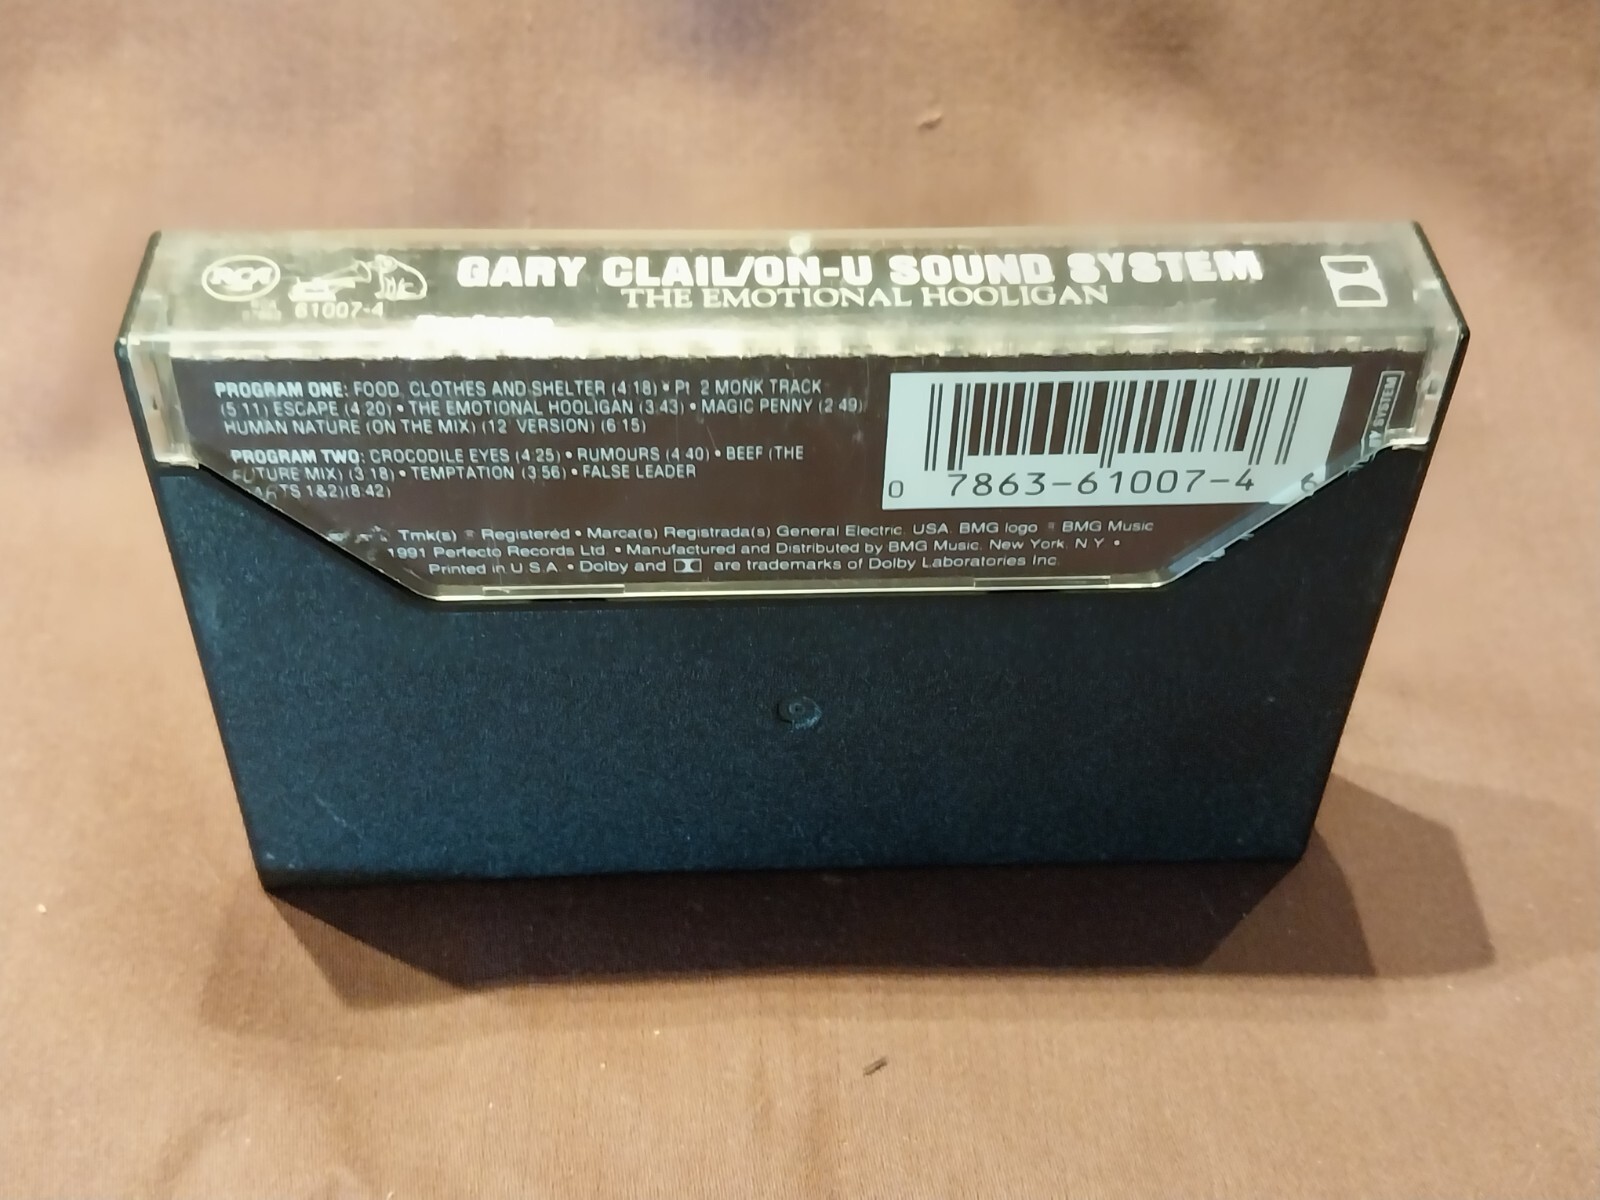 RCA
GARY CLAIL/ON-U SOUND SYSTEM
THE EMOTIONAL HOOLIGAN
61007-4
PROGRAM ONE: FOOD, CLOTHES AND SHELTER (4:18) • Pt. 2 MONK TRACK
(5:11) ESCAPE (4:20) • THE EMOTIONAL HOOLIGAN (3:43) • MAGIC PENNY (2:49)
HUMAN NATURE (ON THE MIX) (12" VERSION) (6:15)
PROGRAM TWO: CROCODILE EYES (4:25) • RUMOURS (4:40) • BEEF (THE
FUTURE MIX) (3:18) • TEMPTATION (3:56) • FALSE LEADER
PARTS 1&2)(8:42)
0 7863-61007-4 6
SYSTEM
Tmk(s) ® Registered • Marca(s) Registrada(s) General Electric, USA. BMG logo ® BMG Music
1991 Perfecto Records Ltd. • Manufactured and Distributed by BMG Music, New York, N.Y. •
Printed in U.S.A. • Dolby and are trademarks of Dolby Laboratories Inc.